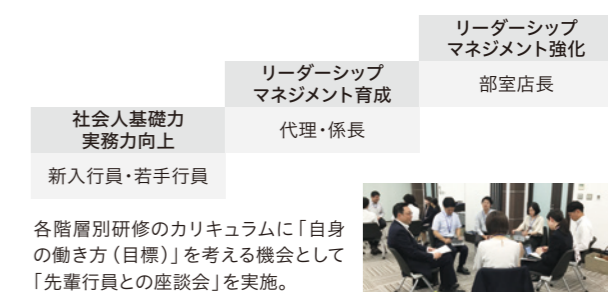 リーダーシップ
マネジメント強化
部室店長
リーダーシップ
マネジメント育成
代理・係長
社会人基礎力
実務力向上
新入行員・若手行員
各階層別研修のカリキュラムに「自身
の働き方(目標)」を考える機会として
「先輩行員との座談会」を実施。